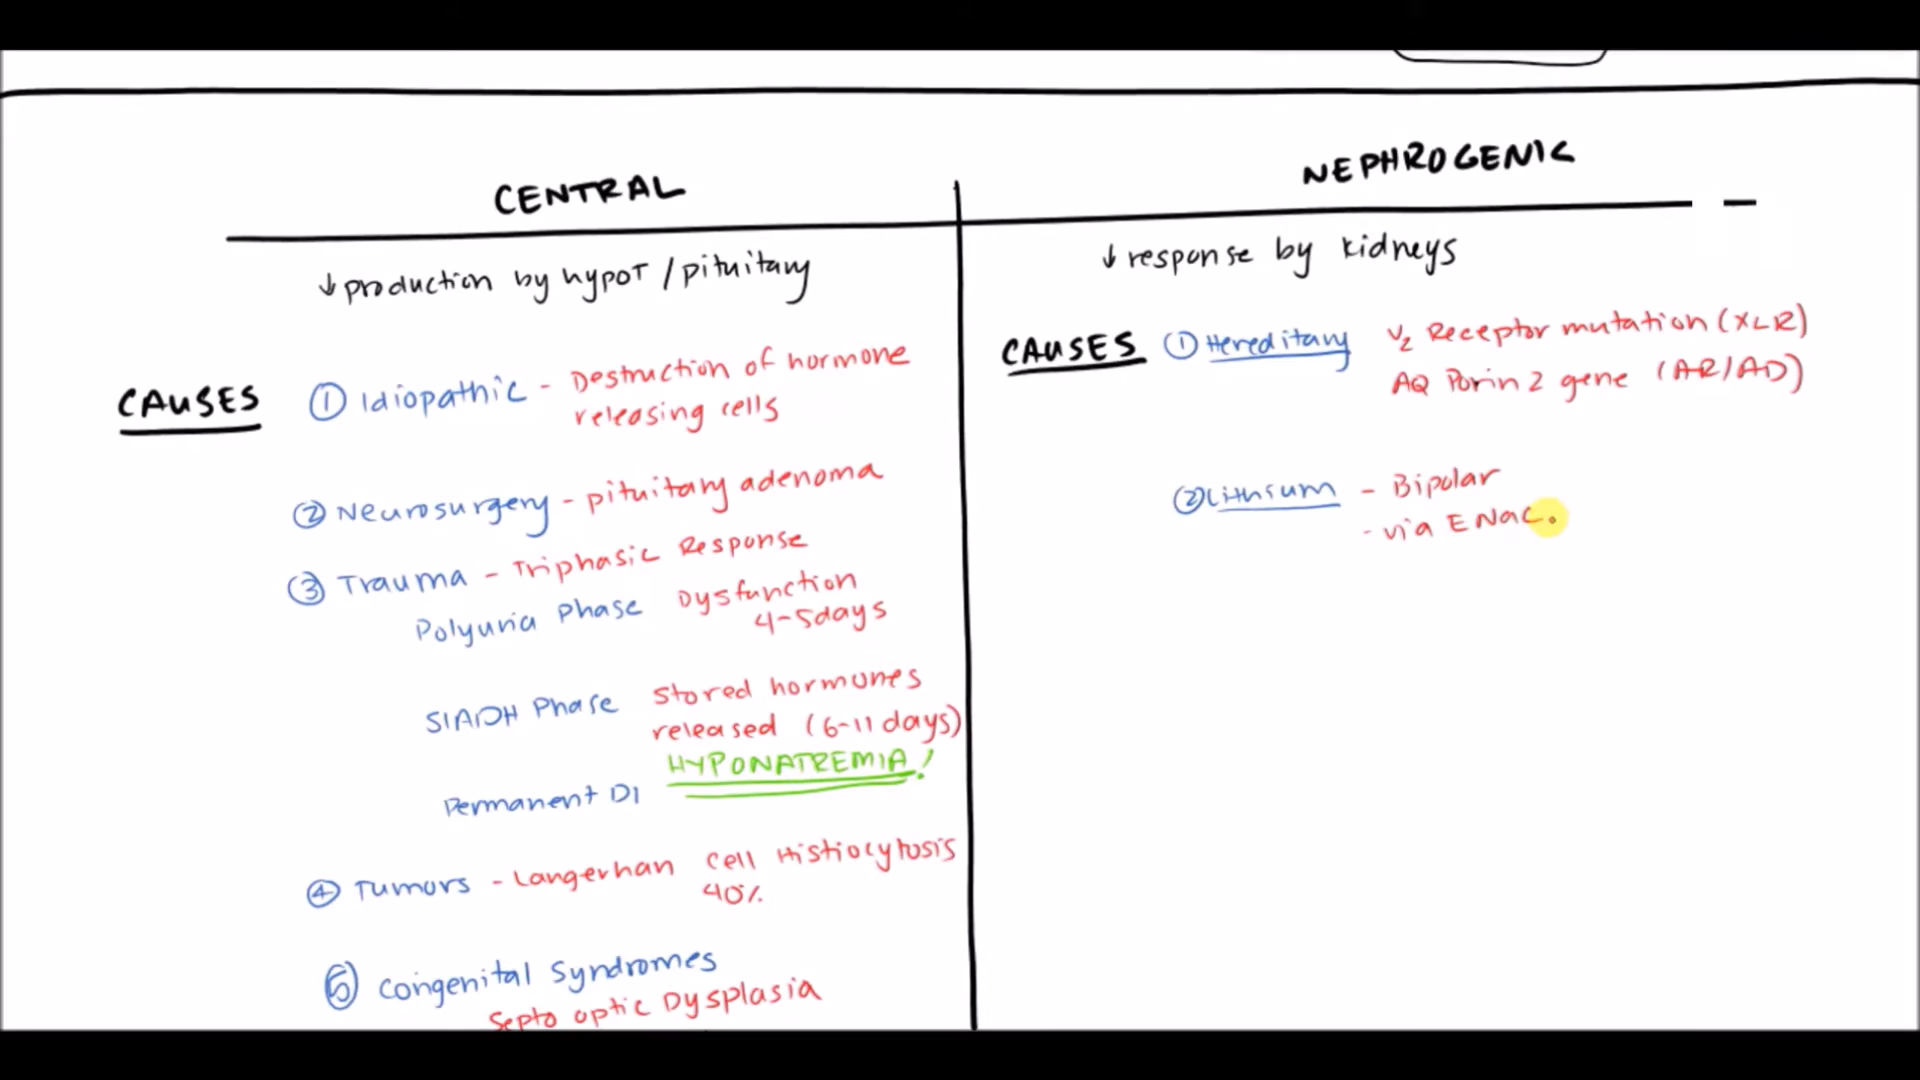 CENTRAL
↓ production by hypoT / pituitary
CAUSES
① Idiopathic - Destruction of hormone
releasing cells
② Neurosurgery - pituitary adenoma
③ Trauma - Triphasic Response
Polyuria Phase Dysfunction
4-5days
SIADH Phase stored hormones
released (6-11 days)
HYPONATREMIA!
Permanent DI
④ Tumors - Langerhan cell Histiocytosis
40%
⑤ Congenital Syndromes
Septo optic Dysplasia
NEPHROGENIC
↓ response by kidneys
CAUSES ① Hereditary V2 Receptor mutation (XLR)
AQ Porin 2 gene (AR/AD)
② Lithium - Bipolar
- via ENaC